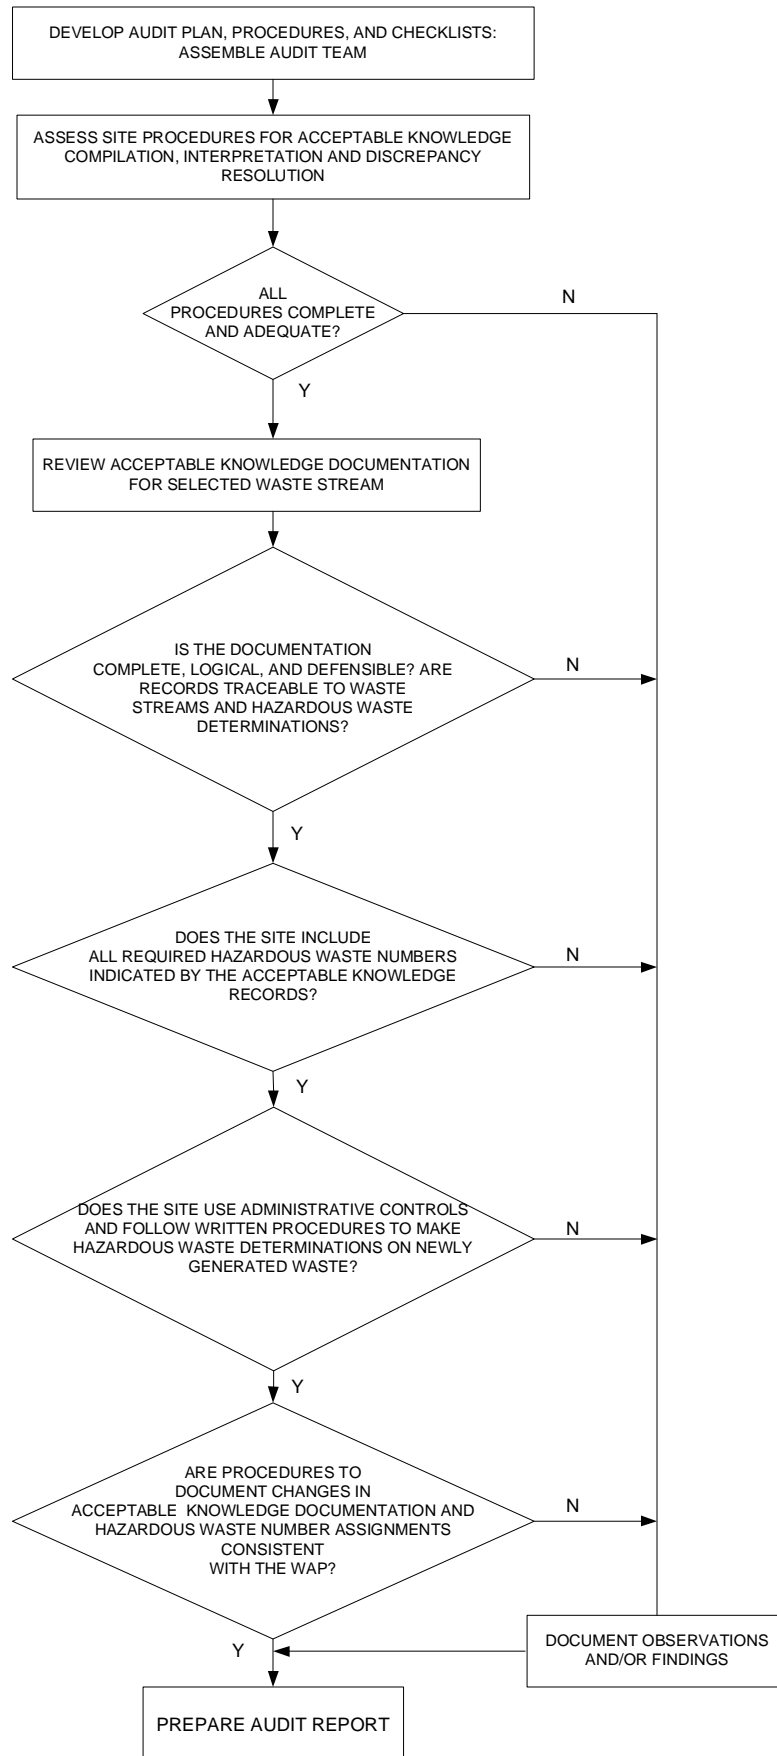 DEVELOP AUDIT PLAN, PROCEDURES, AND CHECKLISTS:
ASSEMBLE AUDIT TEAM
ASSESS SITE PROCEDURES FOR ACCEPTABLE KNOWLEDGE
COMPILATION, INTERPRETATION AND DISCREPANCY
RESOLUTION
ALL
PROCEDURES COMPLETE
AND ADEQUATE?
N
Y
REVIEW ACCEPTABLE KNOWLEDGE DOCUMENTATION
FOR SELECTED WASTE STREAM
IS THE DOCUMENTATION
COMPLETE, LOGICAL, AND DEFENSIBLE? ARE
RECORDS TRACEABLE TO WASTE
STREAMS AND HAZARDOUS WASTE
DETERMINATIONS?
N
Y
DOES THE SITE INCLUDE
ALL REQUIRED HAZARDOUS WASTE NUMBERS
INDICATED BY THE ACCEPTABLE KNOWLEDGE
RECORDS?
N
Y
DOES THE SITE USE ADMINISTRATIVE CONTROLS
AND FOLLOW WRITTEN PROCEDURES TO MAKE
HAZARDOUS WASTE DETERMINATIONS ON NEWLY
GENERATED WASTE?
N
Y
ARE PROCEDURES TO
DOCUMENT CHANGES IN
ACCEPTABLE KNOWLEDGE DOCUMENTATION AND
HAZARDOUS WASTE NUMBER ASSIGNMENTS
CONSISTENT
WITH THE WAP?
N
Y
DOCUMENT OBSERVATIONS
AND/OR FINDINGS
PREPARE AUDIT REPORT